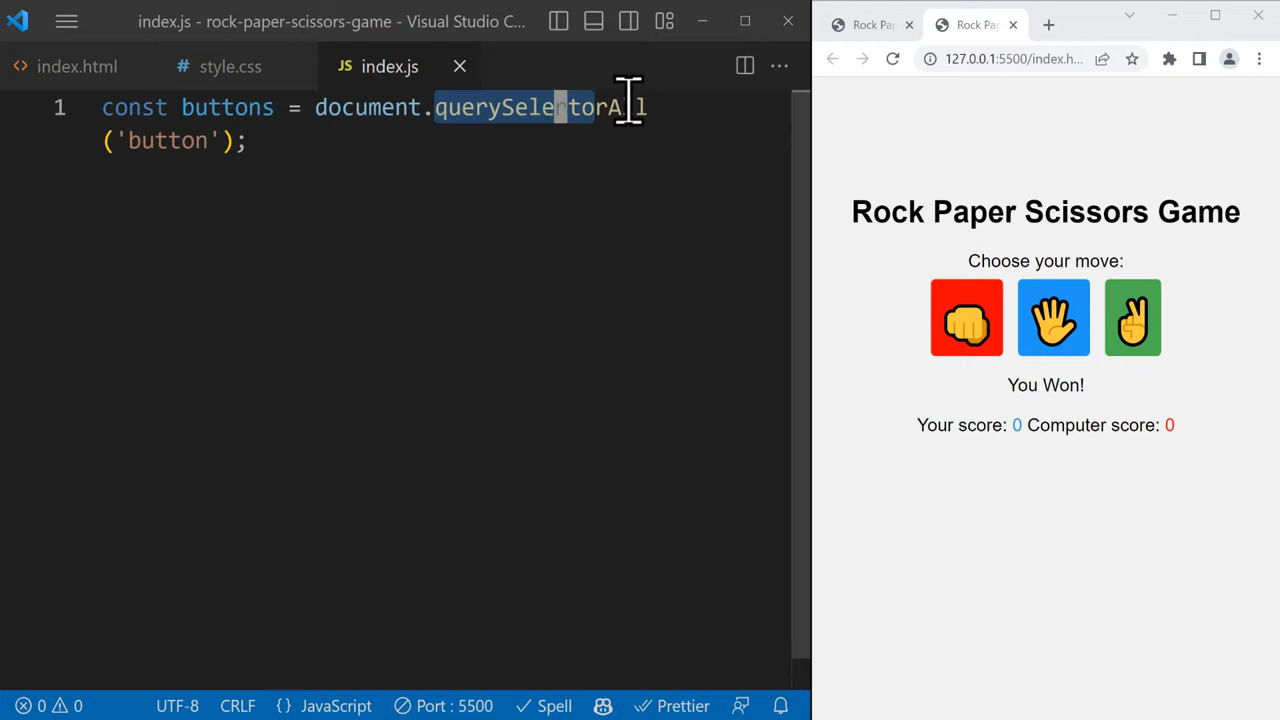 index.js - rock-paper-scissors-game - Visual Studio C...
index.html
# style.css
JS index.js
1 const buttons = document.querySelectorAll
('button');
0 0
UTF-8
CRLF
{ } JavaScript
Port : 5500
Spell
Prettier
Rock Pap
Rock Pap
127.0.0.1:5500/index.h...
Rock Paper Scissors Game
Choose your move:
You Won!
Your score: 0 Computer score: 0